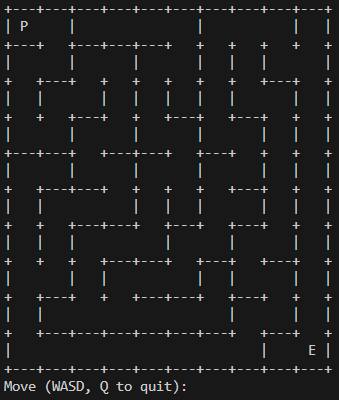 +---+---+---+---+---+---+---+---+---+---+
| P     |               |           |   |
+---+   +---+---+---+   +   +   +   +   +
|       |       |       |   |   |       |
+   +---+   +   +   +   +   +   +---+   +
|   |       |   |   |   |   |       |   |
+   +   +---+   +---+   +---+   +   +   +
|       |       |       |       |   |   |
+---+---+   +---+---+   +---+   +   +   +
|       |       |       |       |   |   |
+   +---+---+   +   +   +   +   +   +   +
|   |           |   |   |       |   |   |
+   +   +---+---+---+   +---+---+   +   +
|   |   |           |       |       |   |
+   +   +   +---+---+---+   +   +---+   +
|       |   |           |   |           |
+   +---+   +   +---+---+   +---+   +   +
|   |                       |       |   |
+   +---+---+---+---+---+---+   +---+   +
|                               |     E |
+---+---+---+---+---+---+---+---+---+---+
Move (WASD, Q to quit):